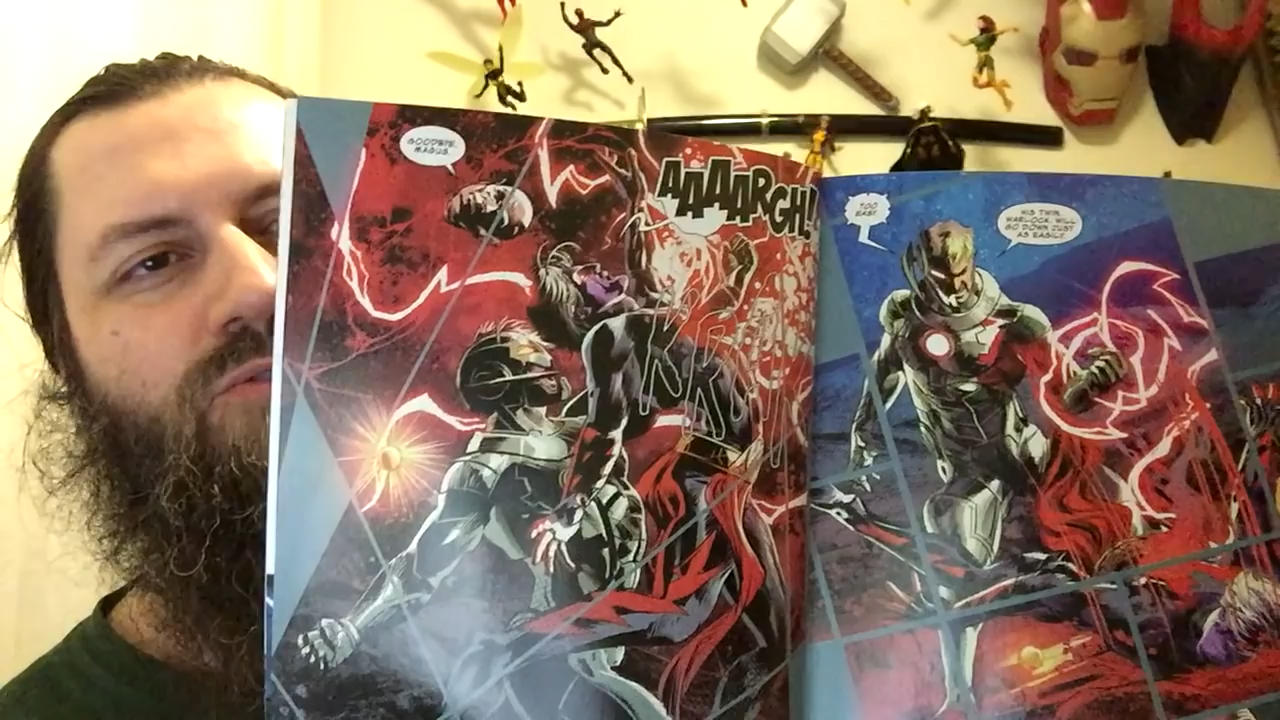 GOODBYE,
MAGUS.
AAAARGH!
TOO
EASY.
HIS TWIN,
WARLOCK, WILL
GO DOWN JUST
AS EASILY.